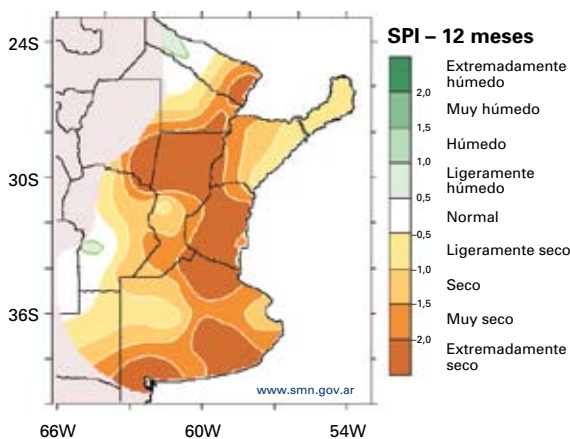 SPI – 12 meses
24S
30S
36S
66W
60W
54W
www.smn.gov.ar
Extremadamente
húmedo
2,0
Muy húmedo
1,5
Húmedo
1,0
Ligeramente
húmedo
0,5
Normal
-0,5
Ligeramente seco
-1,0
Seco
-1,5
Muy seco
-2,0
Extremadamente
seco